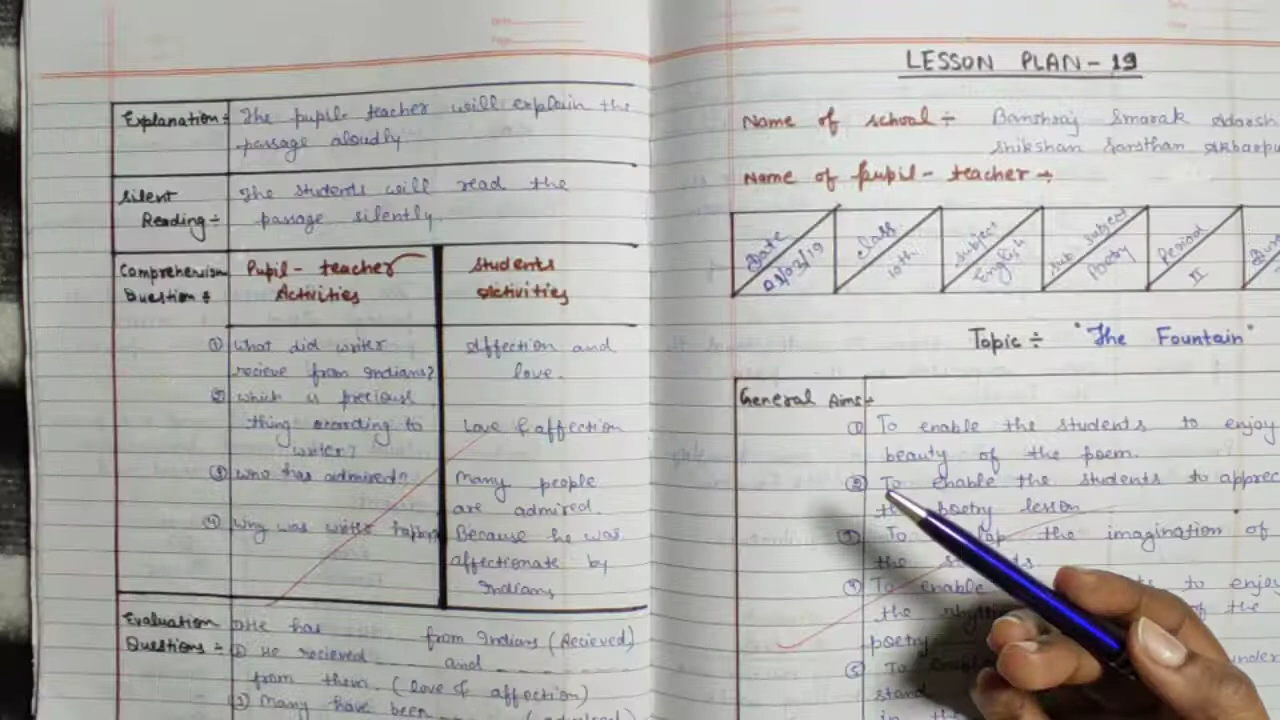 Explanation:-
The pupil-teacher will explain the
passage aloudly
Silent
Reading :-
The students will read the
passage silently.
Comprehension
Question :-
Pupil-teacher
Activities
Students
Activities
① What did writer
recieve from Indians?
Affection and
love.
② which is precious
thing according to
writer?
Love & affection
③ who has admired?
Many people
are admired.
④ Why was writer happy
Because he was
affectionate by
Indians
Evaluation
Questions :-
① He has from Indians (Recieved)
② He recieved and
from them. (love & affection)
③ Many have been
LESSON PLAN-19
Name of school :- Smarak Adarsh
Shikshan Sansthan
Name of pupil-teacher :-
Date
Class
10th
Subject
English
Sub subject
Poetry
Period
II
Topic :- "The Fountain"
General Aims:-
① To enable the students to enjoy
beauty of the poem.
② To enable the students to apprec
the poetry lesson
③ To the imagination of
the
④ To enable to enjoy
the of the
poetry
⑤ To enable under
stand
in the